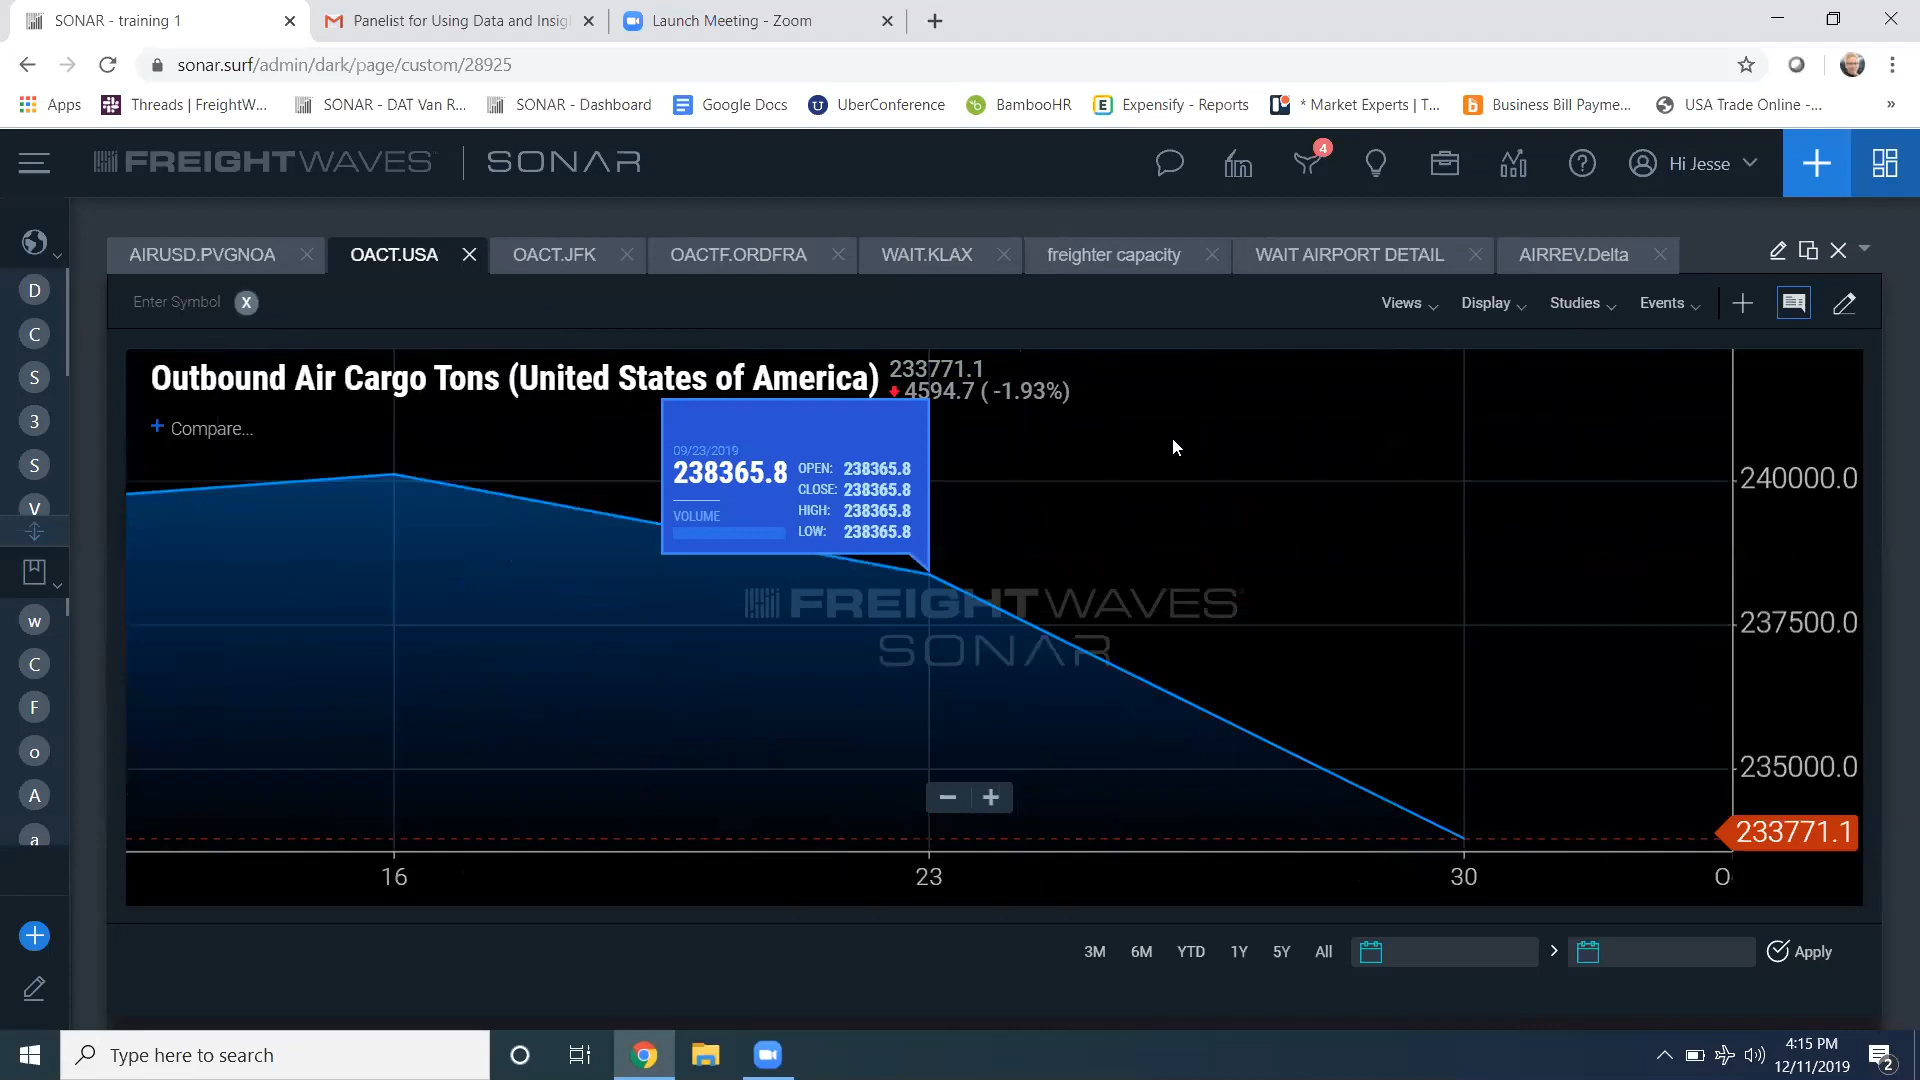 SONAR - training 1
Panelist for Using Data and Insig
Launch Meeting - Zoom
sonar.surf/admin/dark/page/custom/28925
Apps
Threads | FreightW...
SONAR - DAT Van R...
SONAR - Dashboard
Google Docs
UberConference
BambooHR
Expensify - Reports
* Market Experts | T...
Business Bill Payme...
USA Trade Online -...
»
FREIGHTWAVES SONAR
4
Hi Jesse
AIRUSD.PVGNOA
OACT.USA
OACT.JFK
OACTF.ORDFRA
WAIT.KLAX
freighter capacity
WAIT AIRPORT DETAIL
AIRREV.Delta
Enter Symbol X
Views
Display
Studies
Events
D
C
S
3
S
V
w
C
F
o
A
a
Outbound Air Cargo Tons (United States of America)
233771.1
4594.7 ( -1.93%)
+ Compare...
09/23/2019
238365.8
VOLUME
OPEN: 238365.8
CLOSE: 238365.8
HIGH: 238365.8
LOW: 238365.8
FREIGHTWAVES
SONAR
240000.0
237500.0
235000.0
233771.1
16
23
30
O
3M
6M
YTD
1Y
5Y
All
Apply
Type here to search
4:15 PM
12/11/2019
2